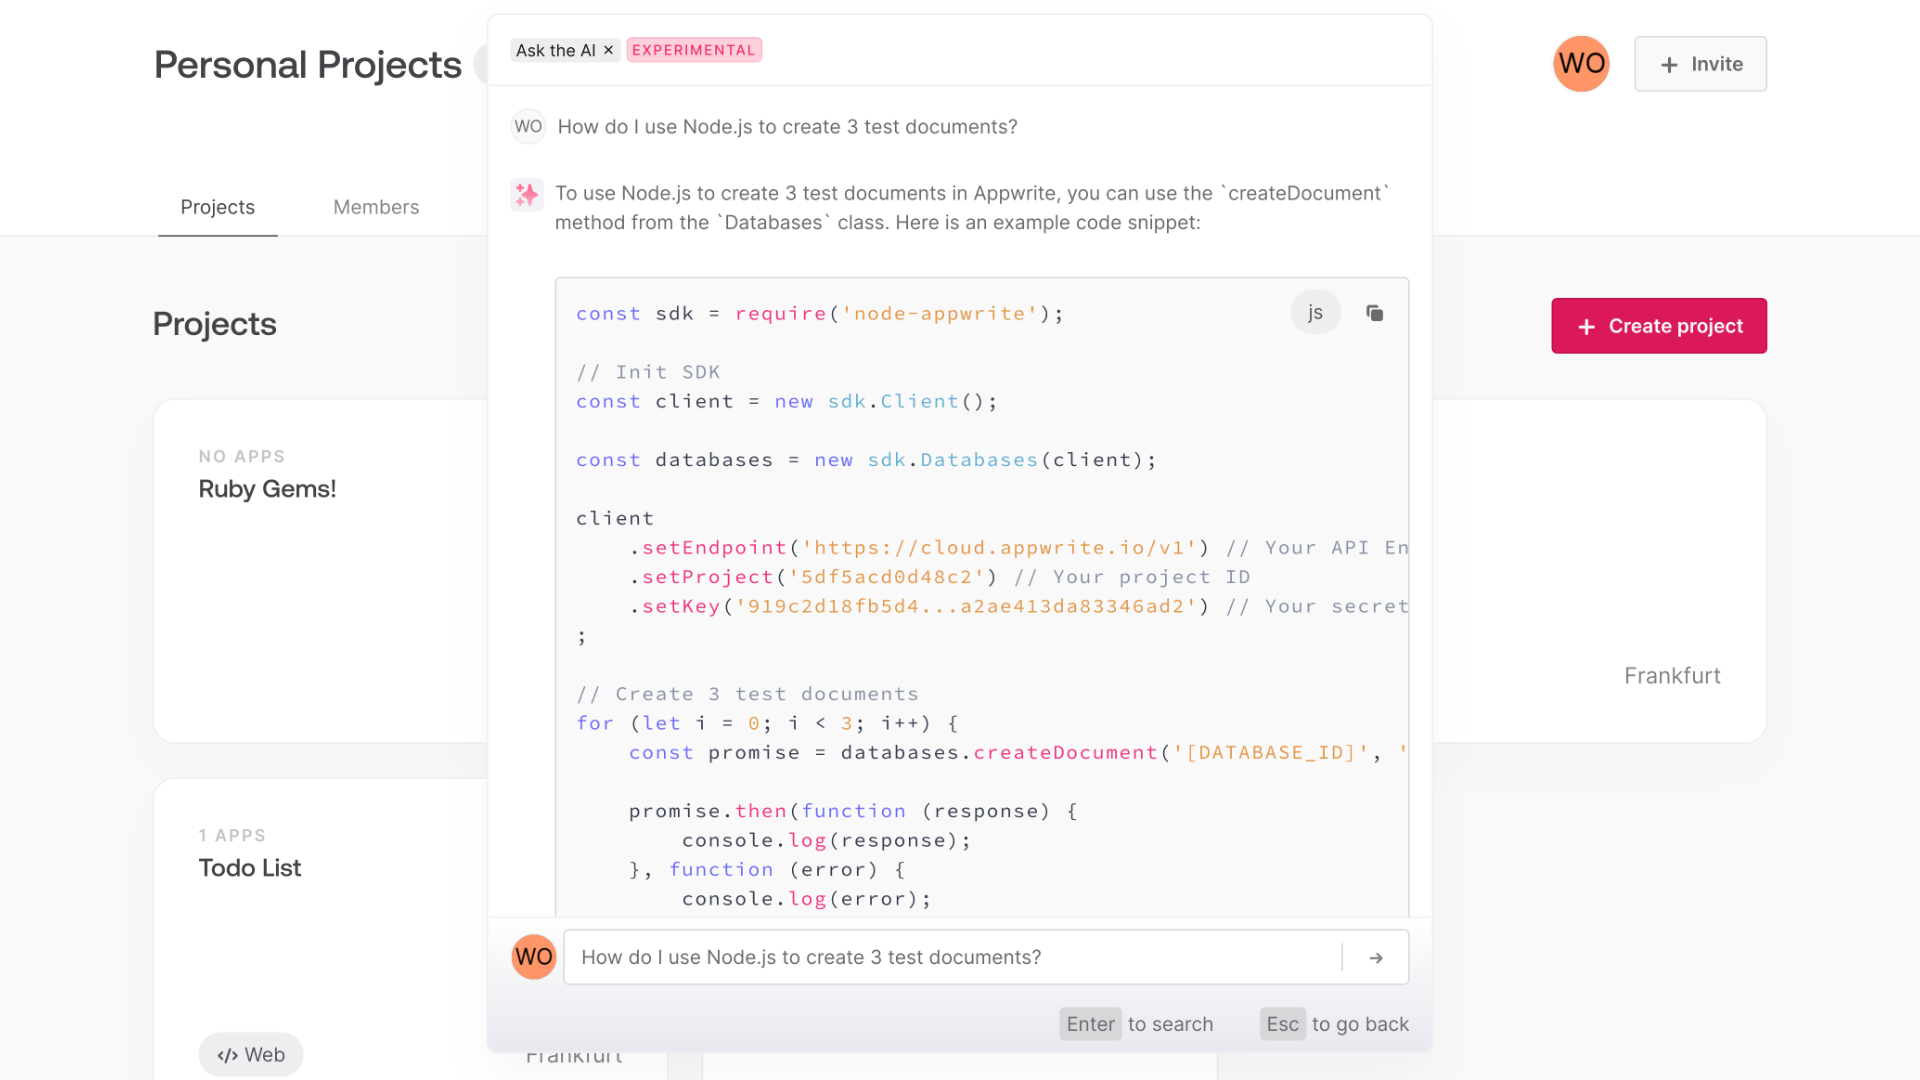 Personal Projects
WO
+ Invite
Projects
Members
Projects
+ Create project
NO APPS
Ruby Gems!
Frankfurt
1 APPS
Todo List
</> Web
Frankfurt
Ask the AI ×
EXPERIMENTAL
WO
How do I use Node.js to create 3 test documents?
To use Node.js to create 3 test documents in Appwrite, you can use the `createDocument`
method from the `Databases` class. Here is an example code snippet:
js
const sdk = require('node-appwrite');
// Init SDK
const client = new sdk.Client();
const databases = new sdk.Databases(client);
client
    .setEndpoint('https://cloud.appwrite.io/v1') // Your API En
    .setProject('5df5acd0d48c2') // Your project ID
    .setKey('919c2d18fb5d4...a2ae413da83346ad2') // Your secret
;
// Create 3 test documents
for (let i = 0; i < 3; i++) {
    const promise = databases.createDocument('[DATABASE_ID]', '
    promise.then(function (response) {
        console.log(response);
    }, function (error) {
        console.log(error);
WO
How do I use Node.js to create 3 test documents?
→
Enter to search
Esc to go back